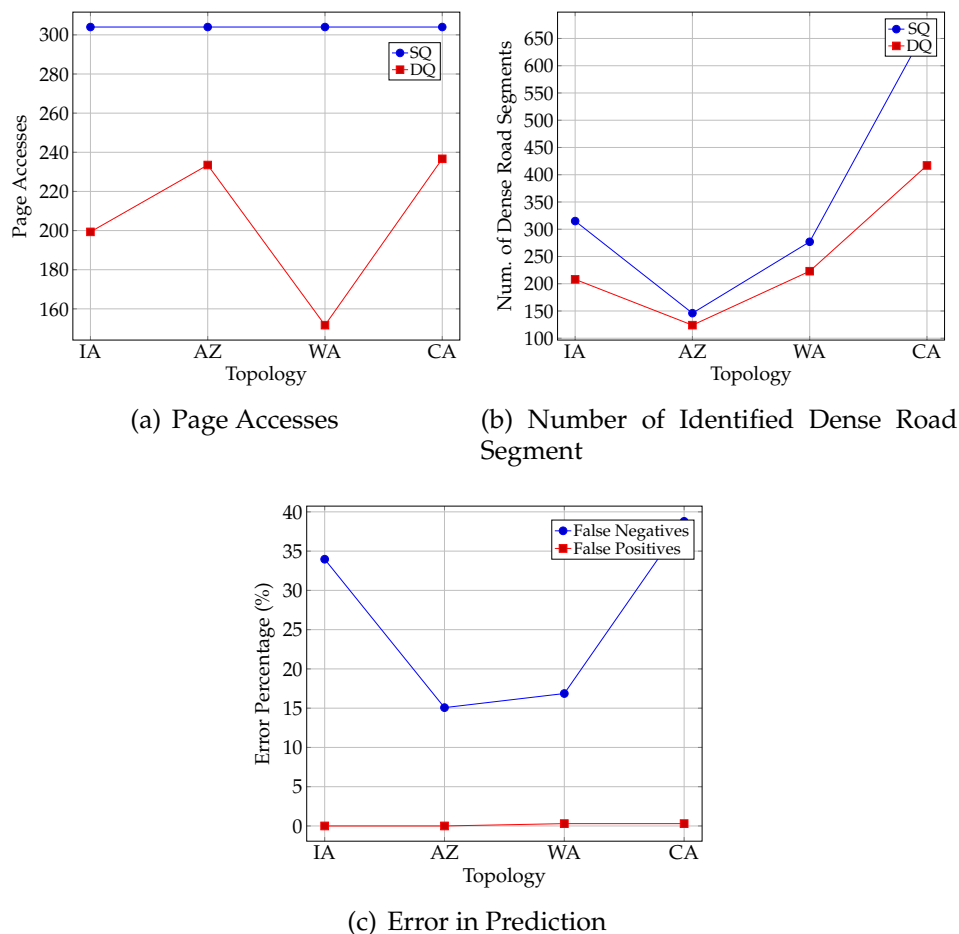 300
280
260
240
220
200
180
160
Page Accesses
SQ
DQ
IA AZ WA CA
Topology
(a) Page Accesses
650
600
550
500
450
400
350
300
250
200
150
100
Num. of Dense Road Segments
SQ
DQ
IA AZ WA CA
Topology
(b) Number of Identified Dense Road
Segment
40
35
30
25
20
15
10
5
0
Error Percentage (%)
False Negatives
False Positives
IA AZ WA CA
Topology
(c) Error in Prediction